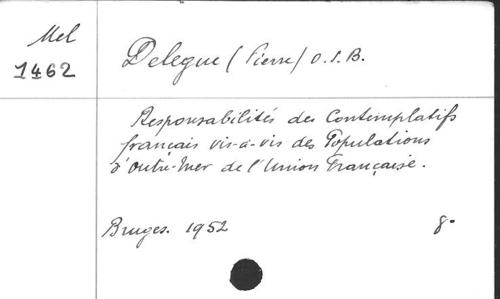 Mel
1462
Delegue (Pierre) O.S.B.
Responsabilités des Contemplatifs
français vis-à-vis des Populations
d'Outre-Mer de l'Union Française.
Bruges. 1952
8°